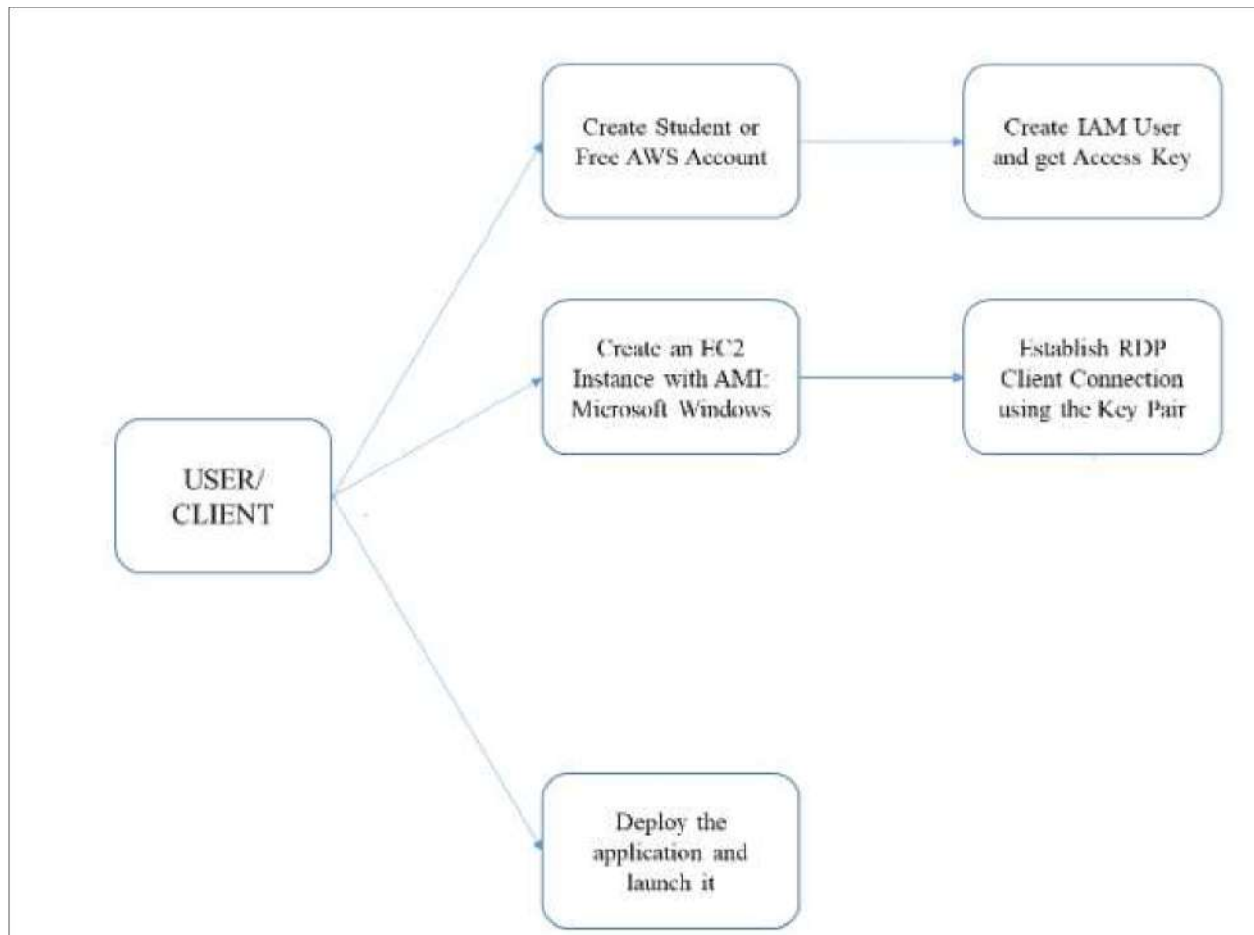 USER/
CLIENT
Create Student or
Free AWS Account
Create IAM User
and get Access Key
Create an EC2
Instance with AMI:
Microsoft Windows
Establish RDP
Client Connection
using the Key Pair
Deploy the
application and
launch it